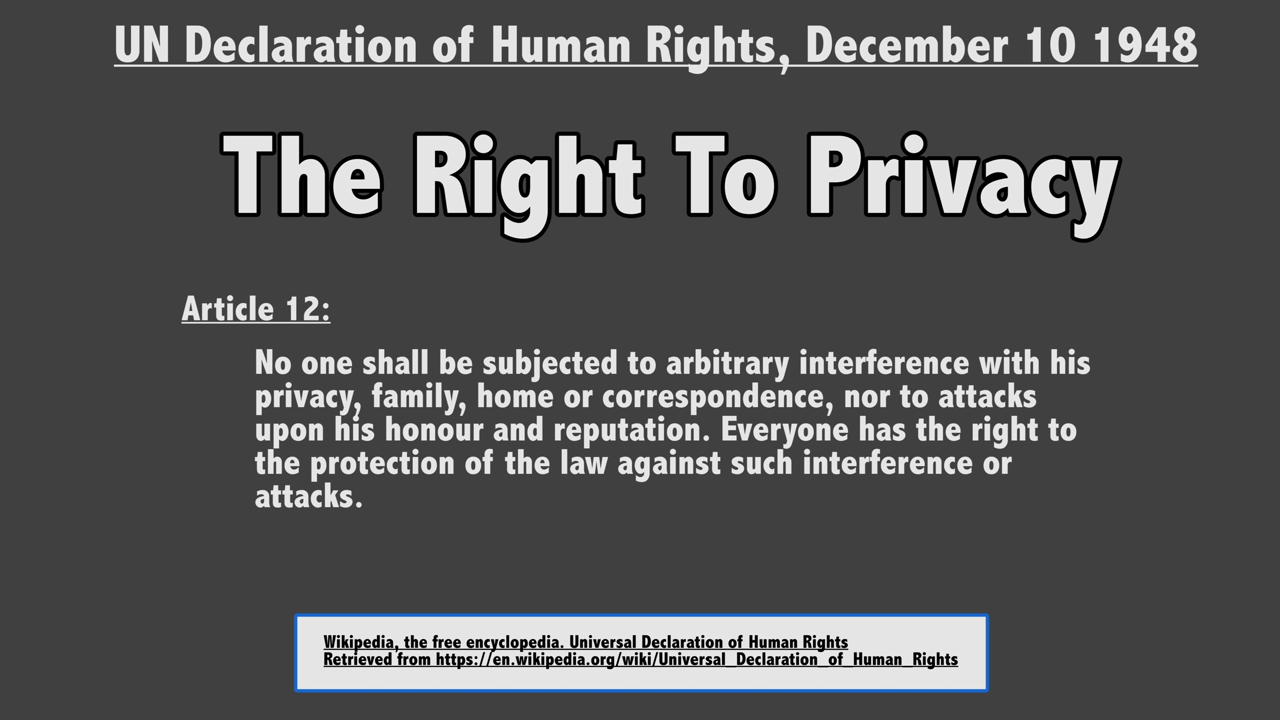 UN Declaration of Human Rights, December 10 1948
The Right To Privacy
Article 12:
No one shall be subjected to arbitrary interference with his
privacy, family, home or correspondence, nor to attacks
upon his honour and reputation. Everyone has the right to
the protection of the law against such interference or
attacks.
Wikipedia, the free encyclopedia. Universal Declaration of Human Rights
Retrieved from https://en.wikipedia.org/wiki/Universal_Declaration_of_Human_Rights